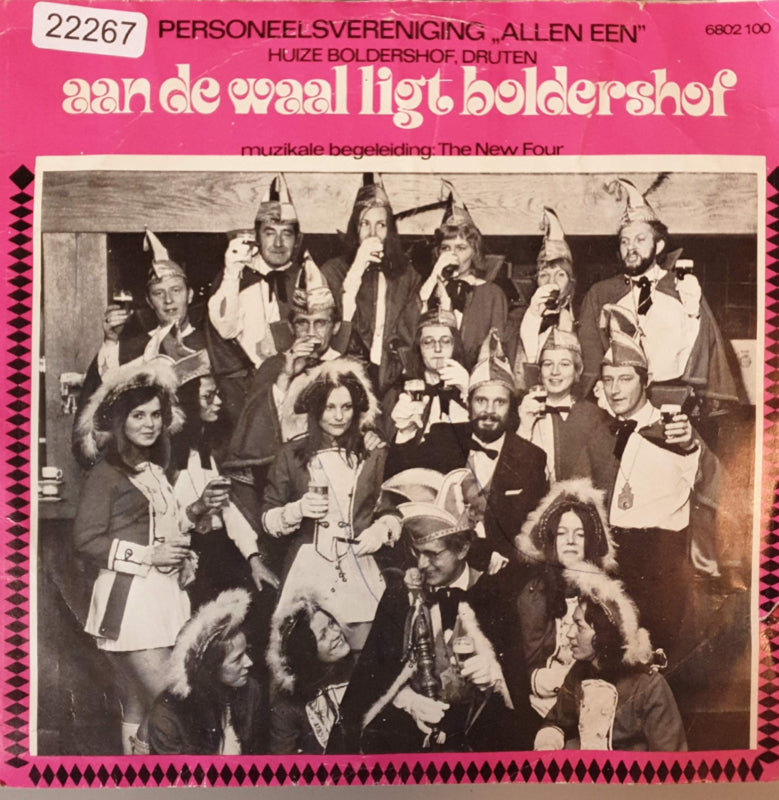 22267
PERSONEELSVERENIGING „ALLEN EEN”
6802 100
HUIZE BOLDERSHOF, DRUTEN
aan de waal ligt boldershof
muzikale begeleiding: The New Four